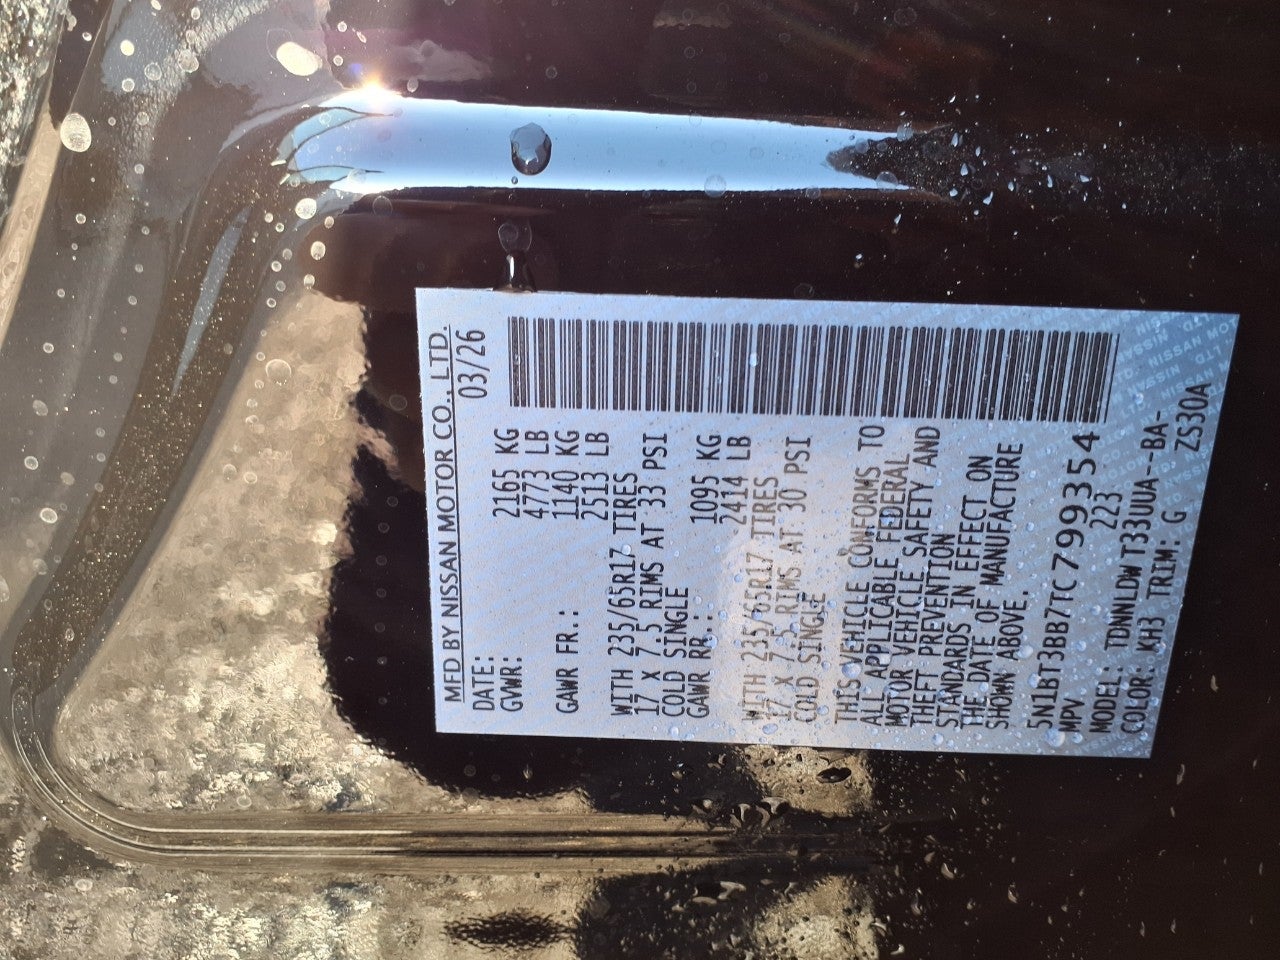 MFD BY NISSAN MOTOR CO., LTD.
DATE: 03/26
GVWR: 2165 KG
4773 LB
GAWR FR.: 1140 KG
2513 LB
WITH 235/65R17 TIRES
17 X 7.5 RIMS AT 33 PSI
COLD SINGLE
GAWR RR.: 1095 KG
2414 LB
WITH 235/65R17 TIRES
17 X 7.5 RIMS AT 30 PSI
COLD SINGLE
THIS VEHICLE CONFORMS TO
ALL APPLICABLE FEDERAL
MOTOR VEHICLE SAFETY AND
THEFT PREVENTION
STANDARDS IN EFFECT ON
THE DATE OF MANUFACTURE
SHOWN ABOVE.
5N1BT3BB7TC799354
MPV 223
MODEL: TDNNLDW T33UUA--BA-
COLOR: KH3 TRIM: G ZS30A